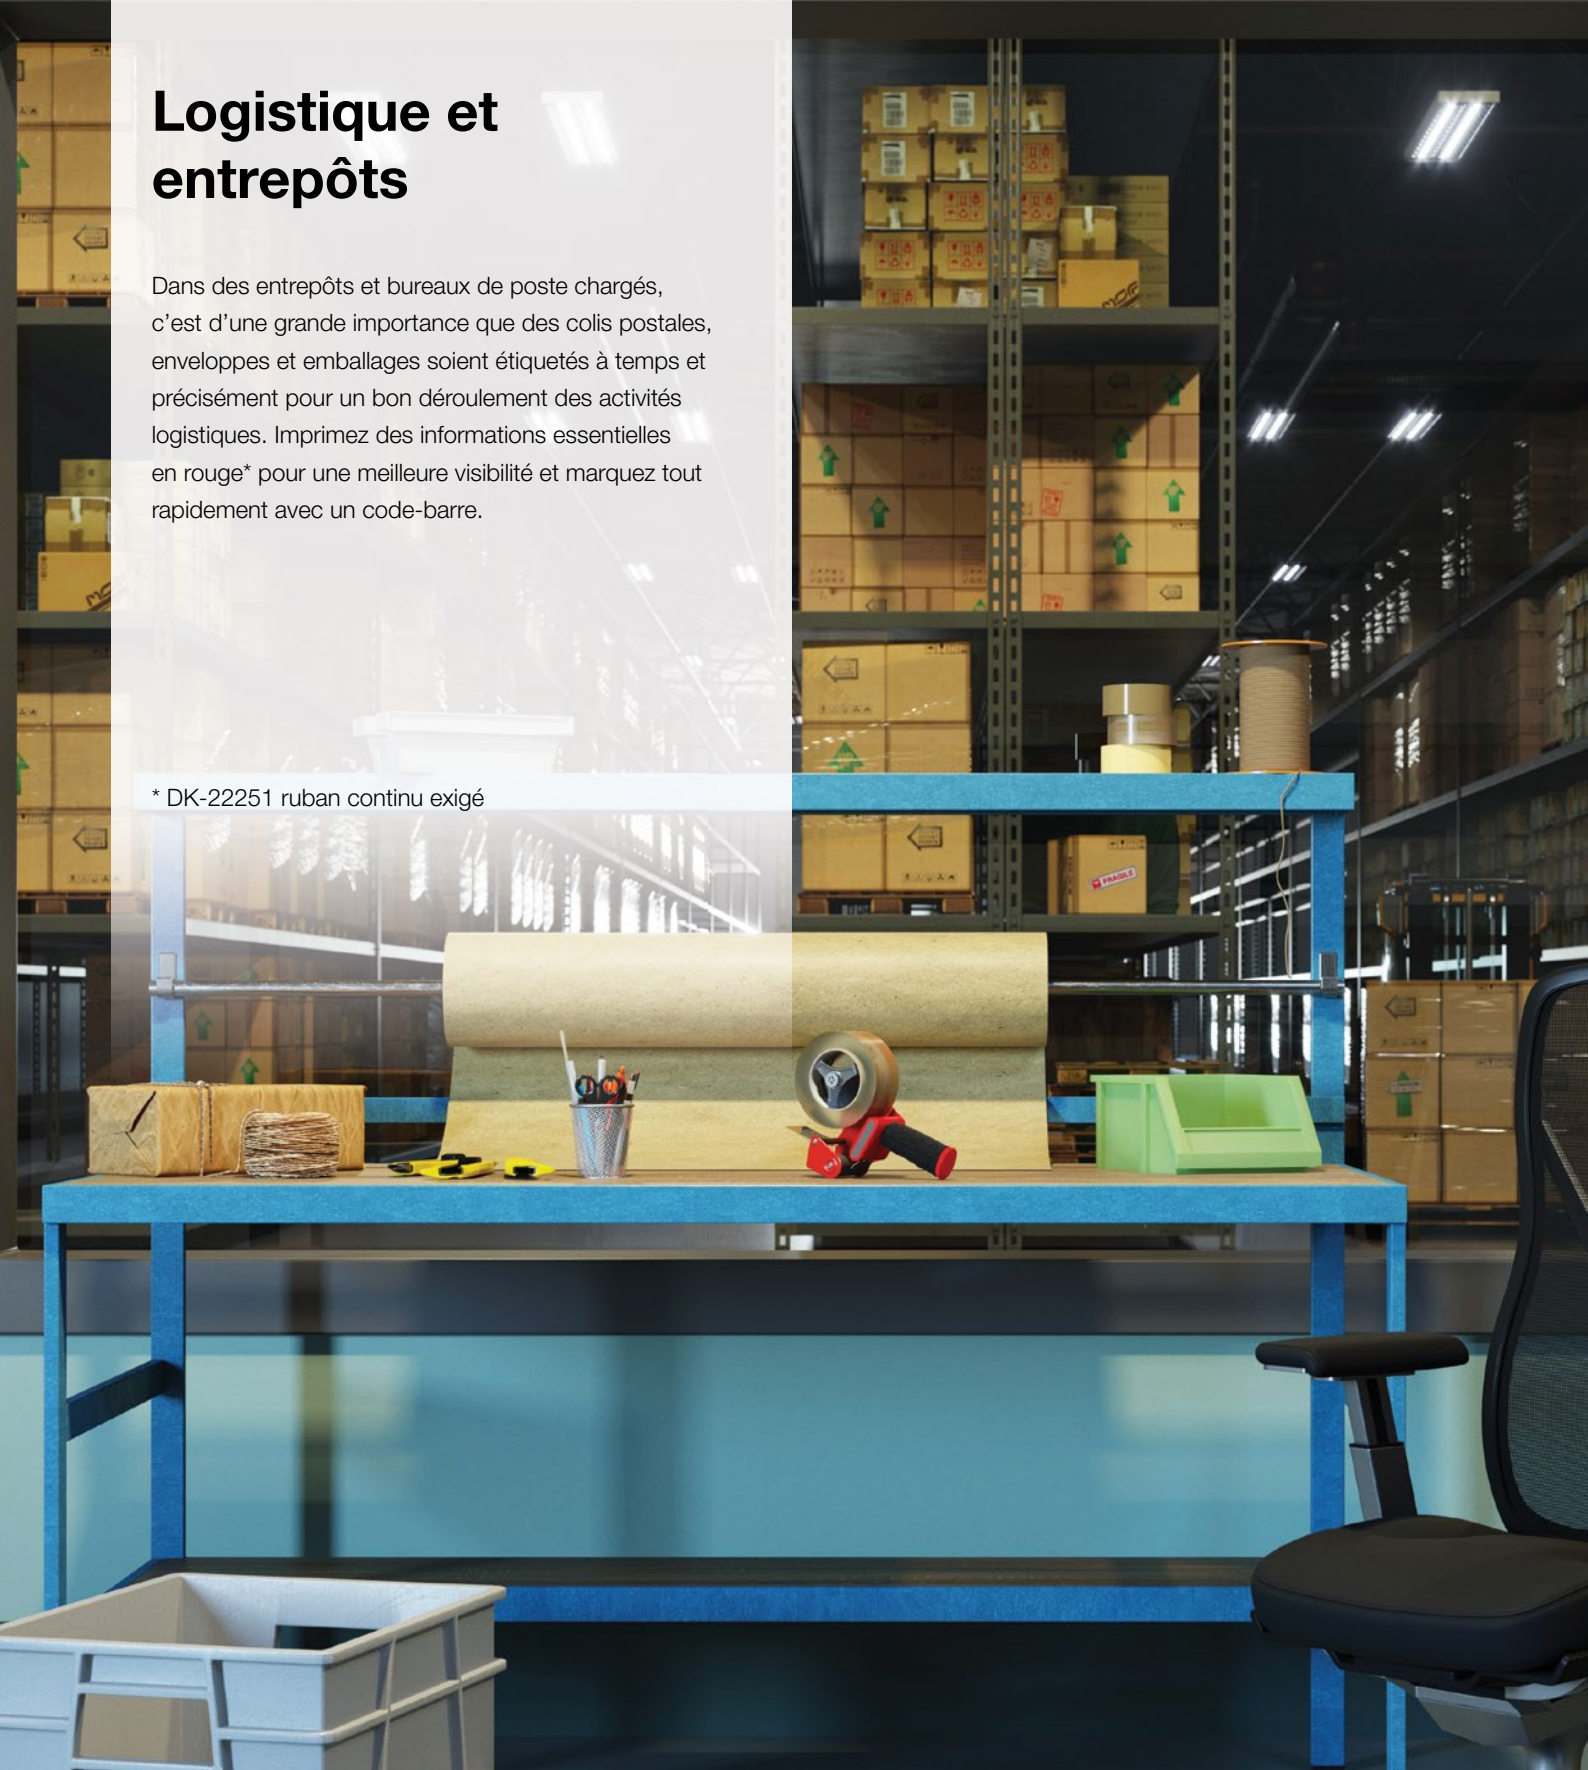 Logistique et
entrepôts
Dans des entrepôts et bureaux de poste chargés,
c’est d’une grande importance que des colis postales,
enveloppes et emballages soient étiquetés à temps et
précisément pour un bon déroulement des activités
logistiques. Imprimez des informations essentielles
en rouge* pour une meilleure visibilité et marquez tout
rapidement avec un code-barre.
* DK-22251 ruban continu exigé
FRAGILE